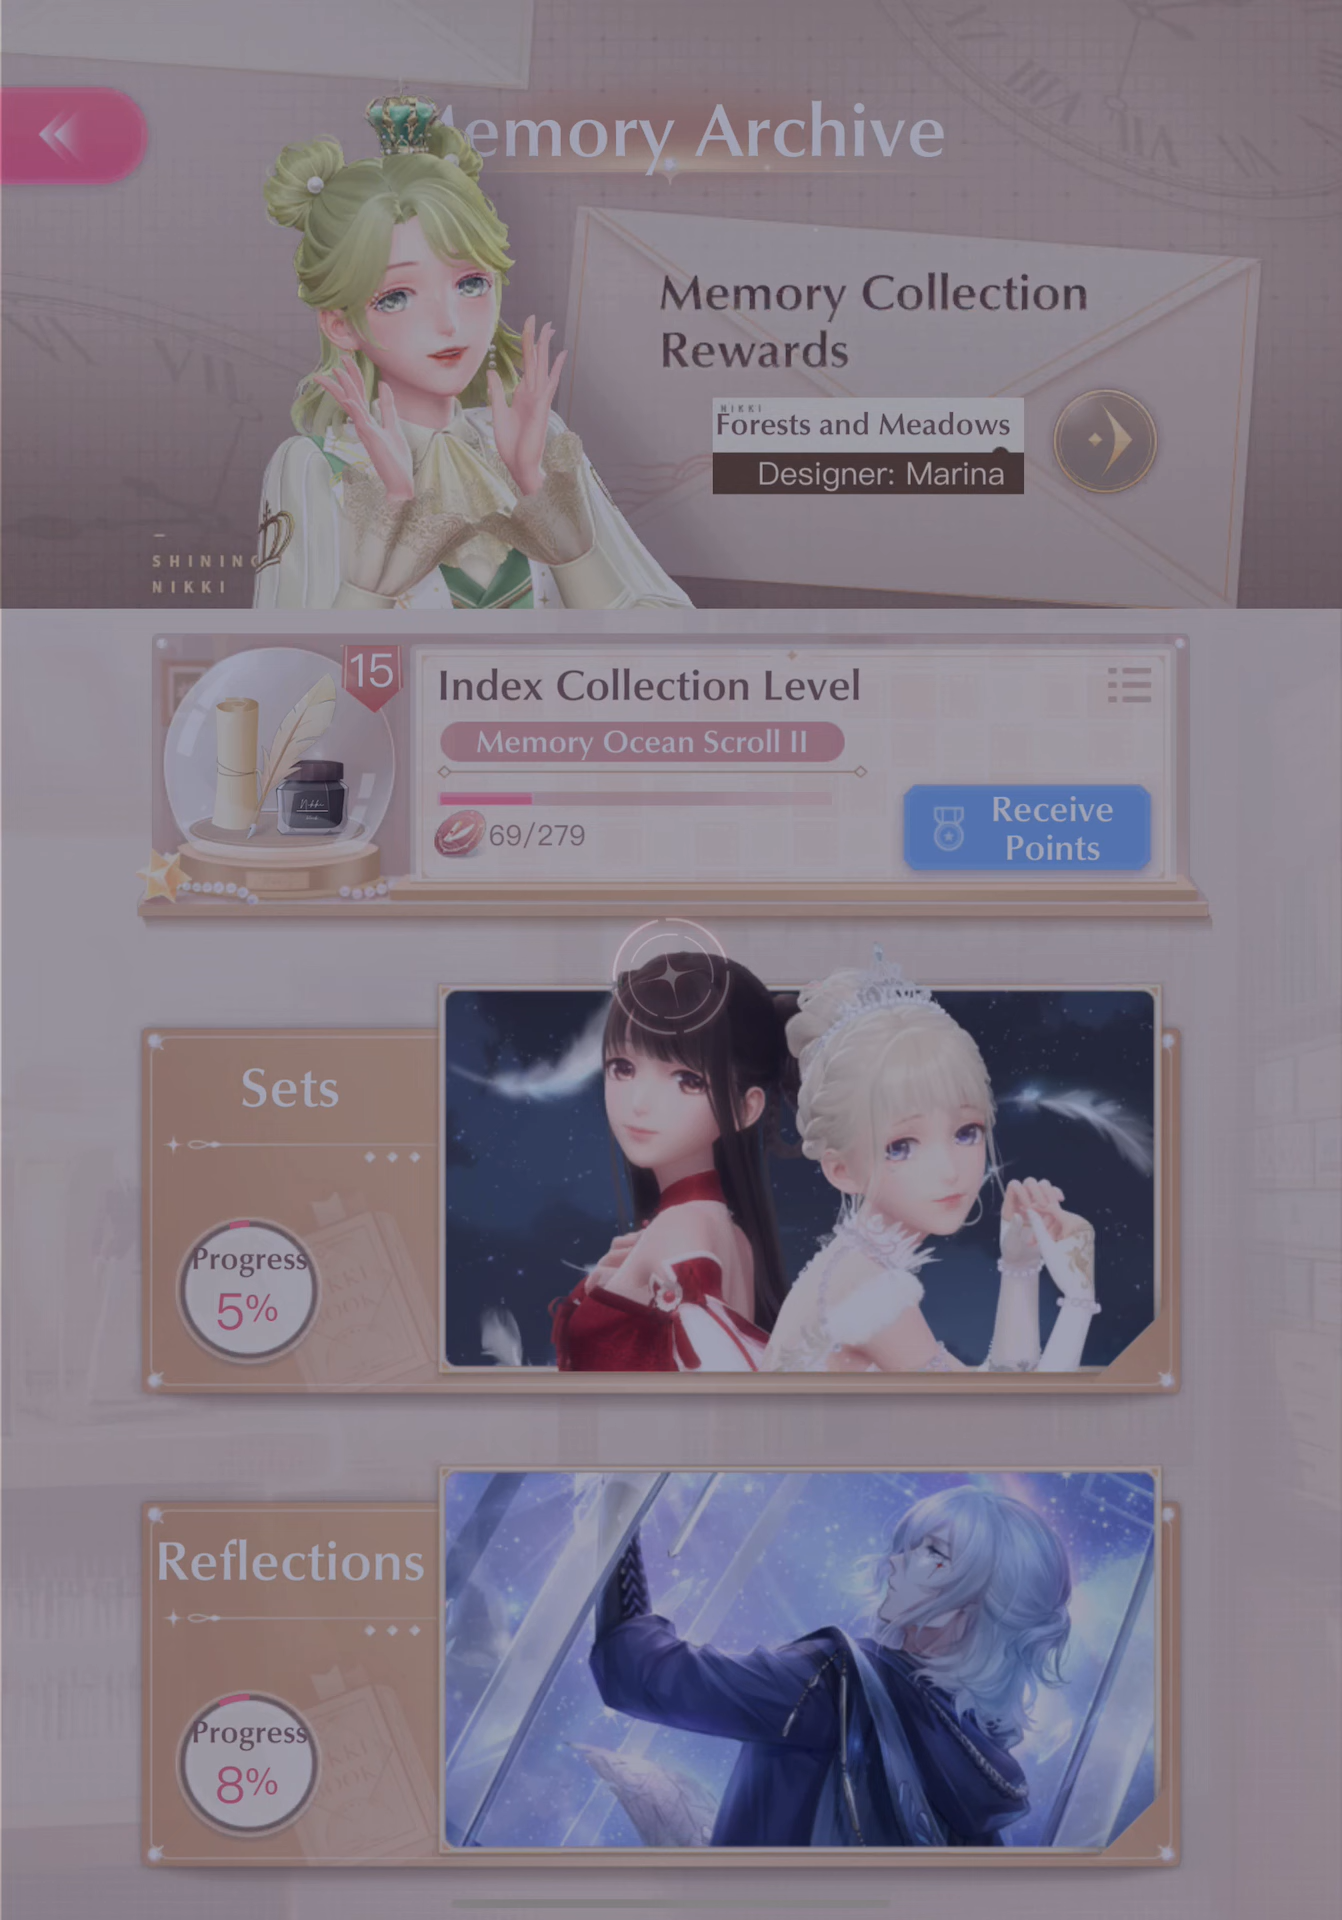 Memory Archive
Memory Collection
Rewards
NIKKI
Forests and Meadows
Designer: Marina
SHINING
NIKKI
15
Index Collection Level
Memory Ocean Scroll II
69/279
Receive
Points
Sets
Progress
5%
Reflections
Progress
8%